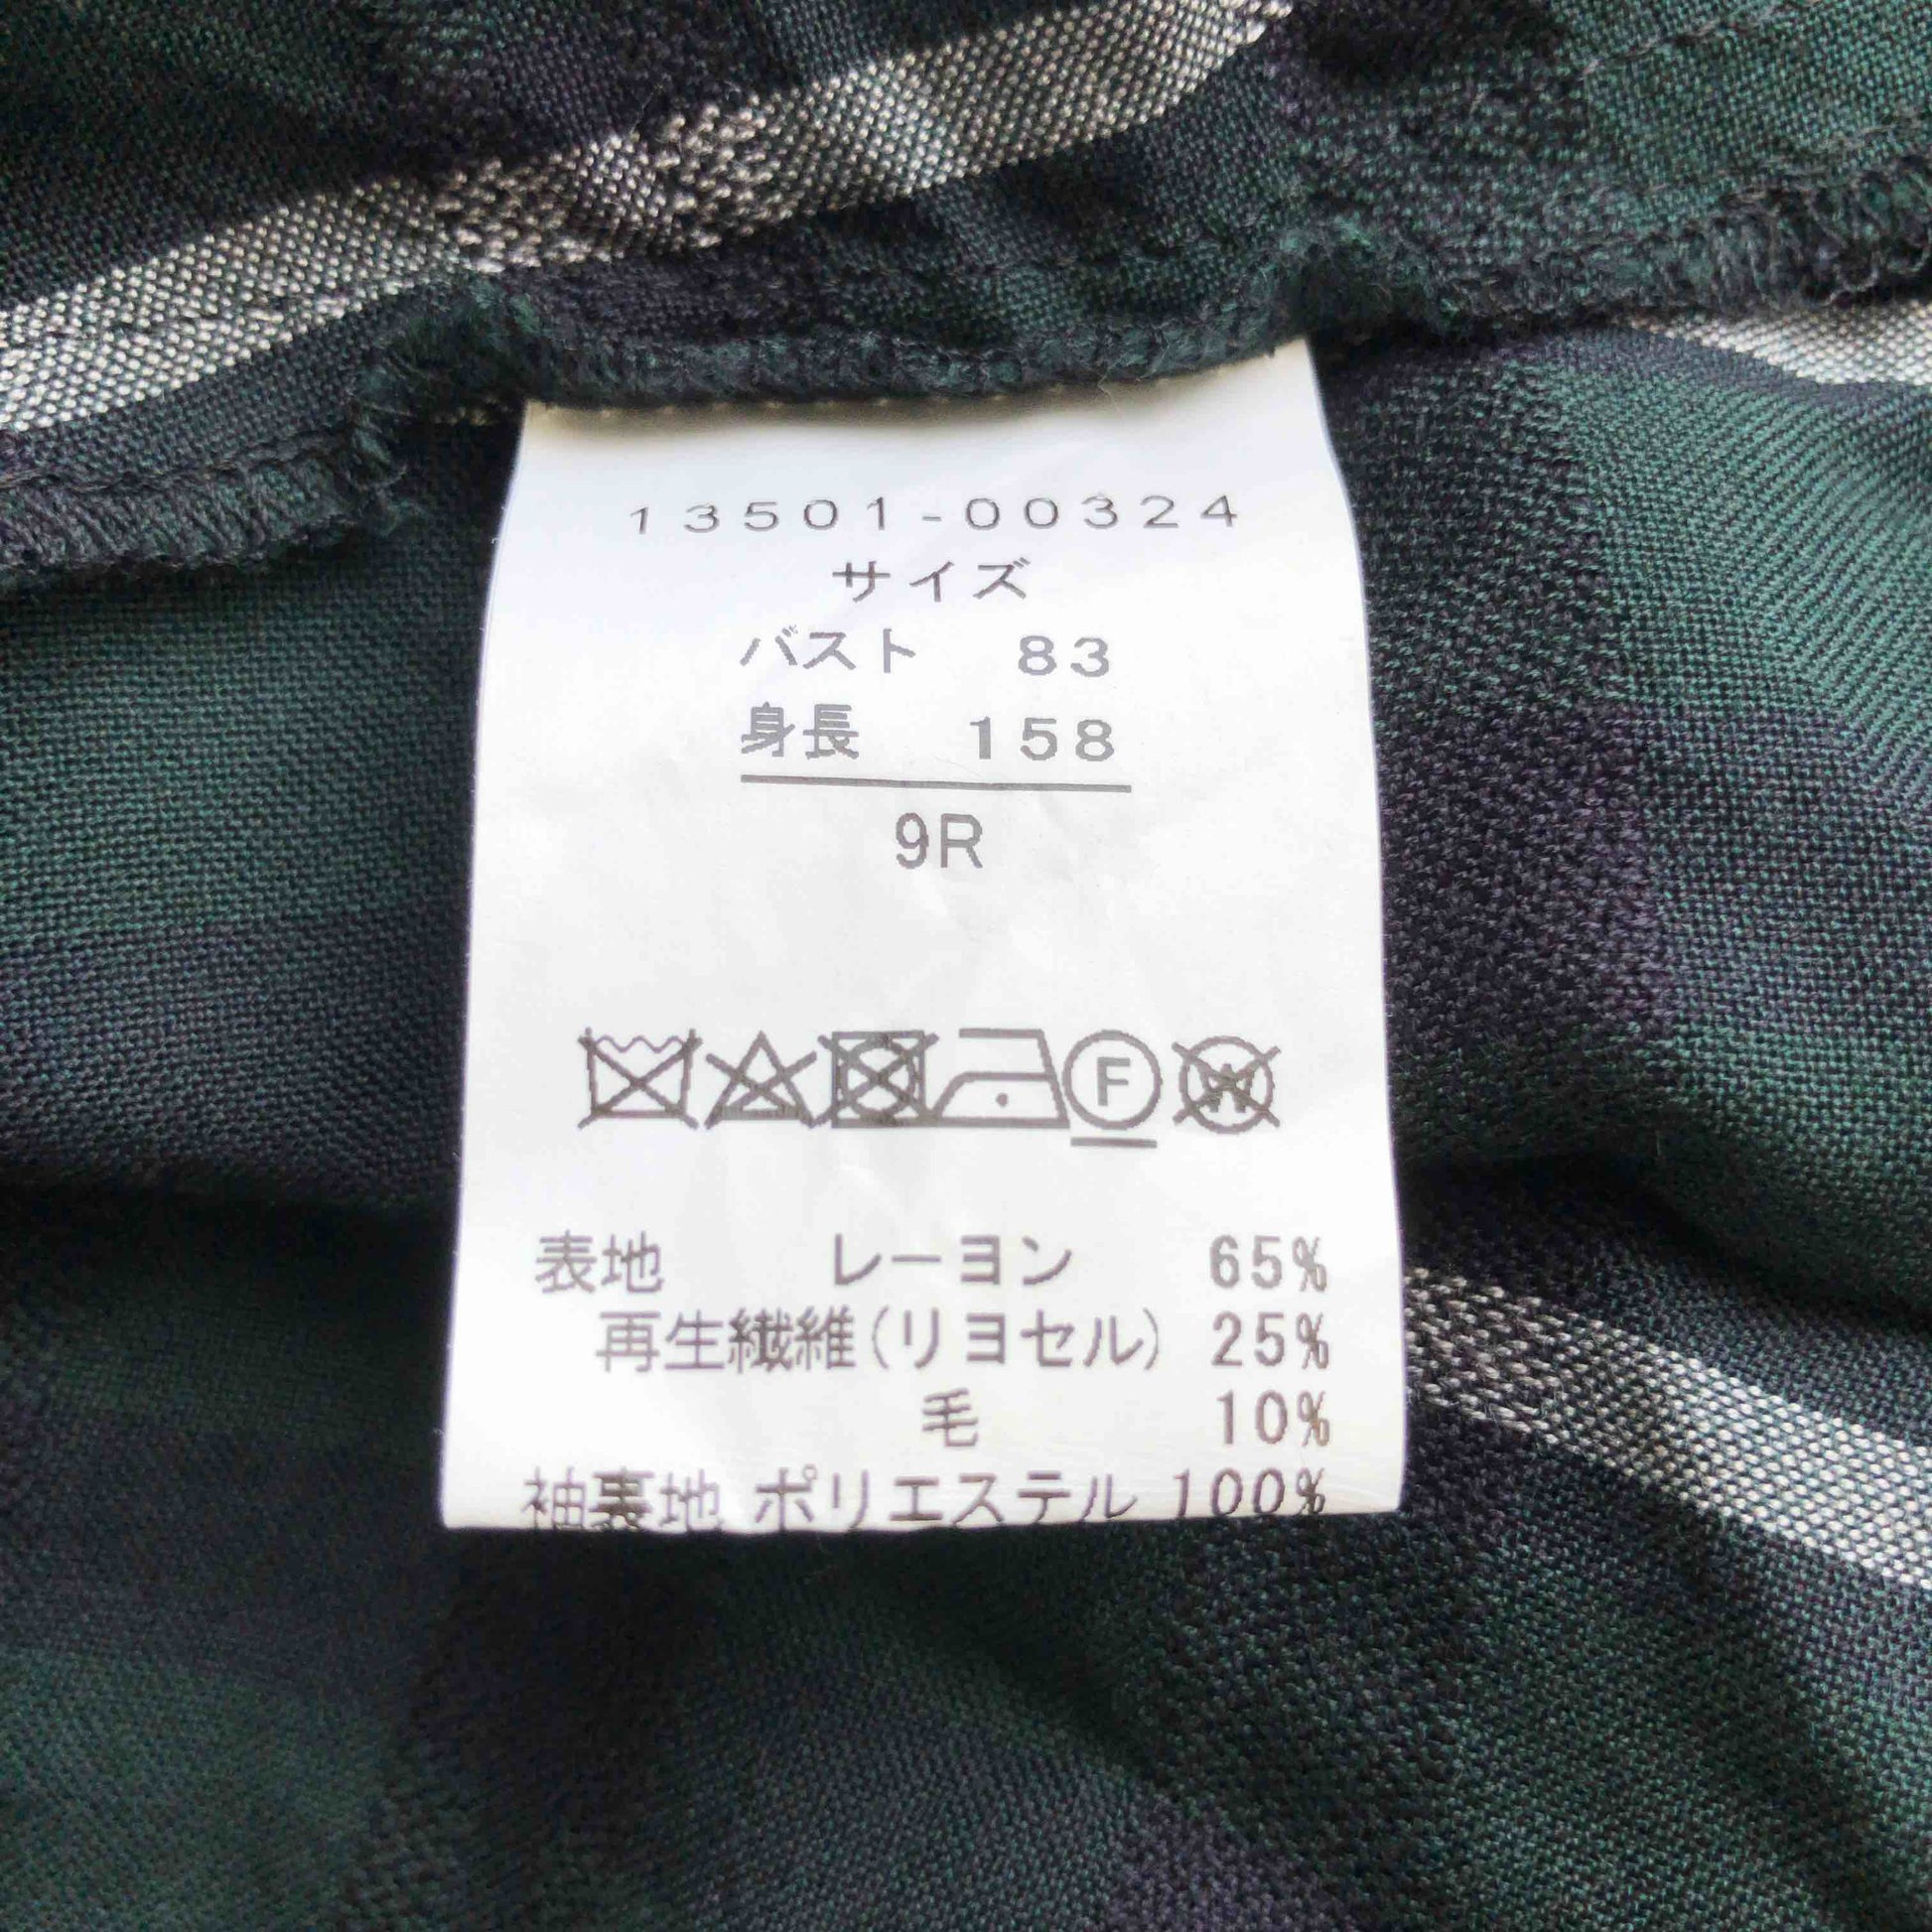 13501-00324
サイズ
バスト 83
身長 158
9R
F W
表地 レーヨン 65%
再生繊維(リヨセル) 25%
毛 10%
袖裏地 ポリエステル 100%